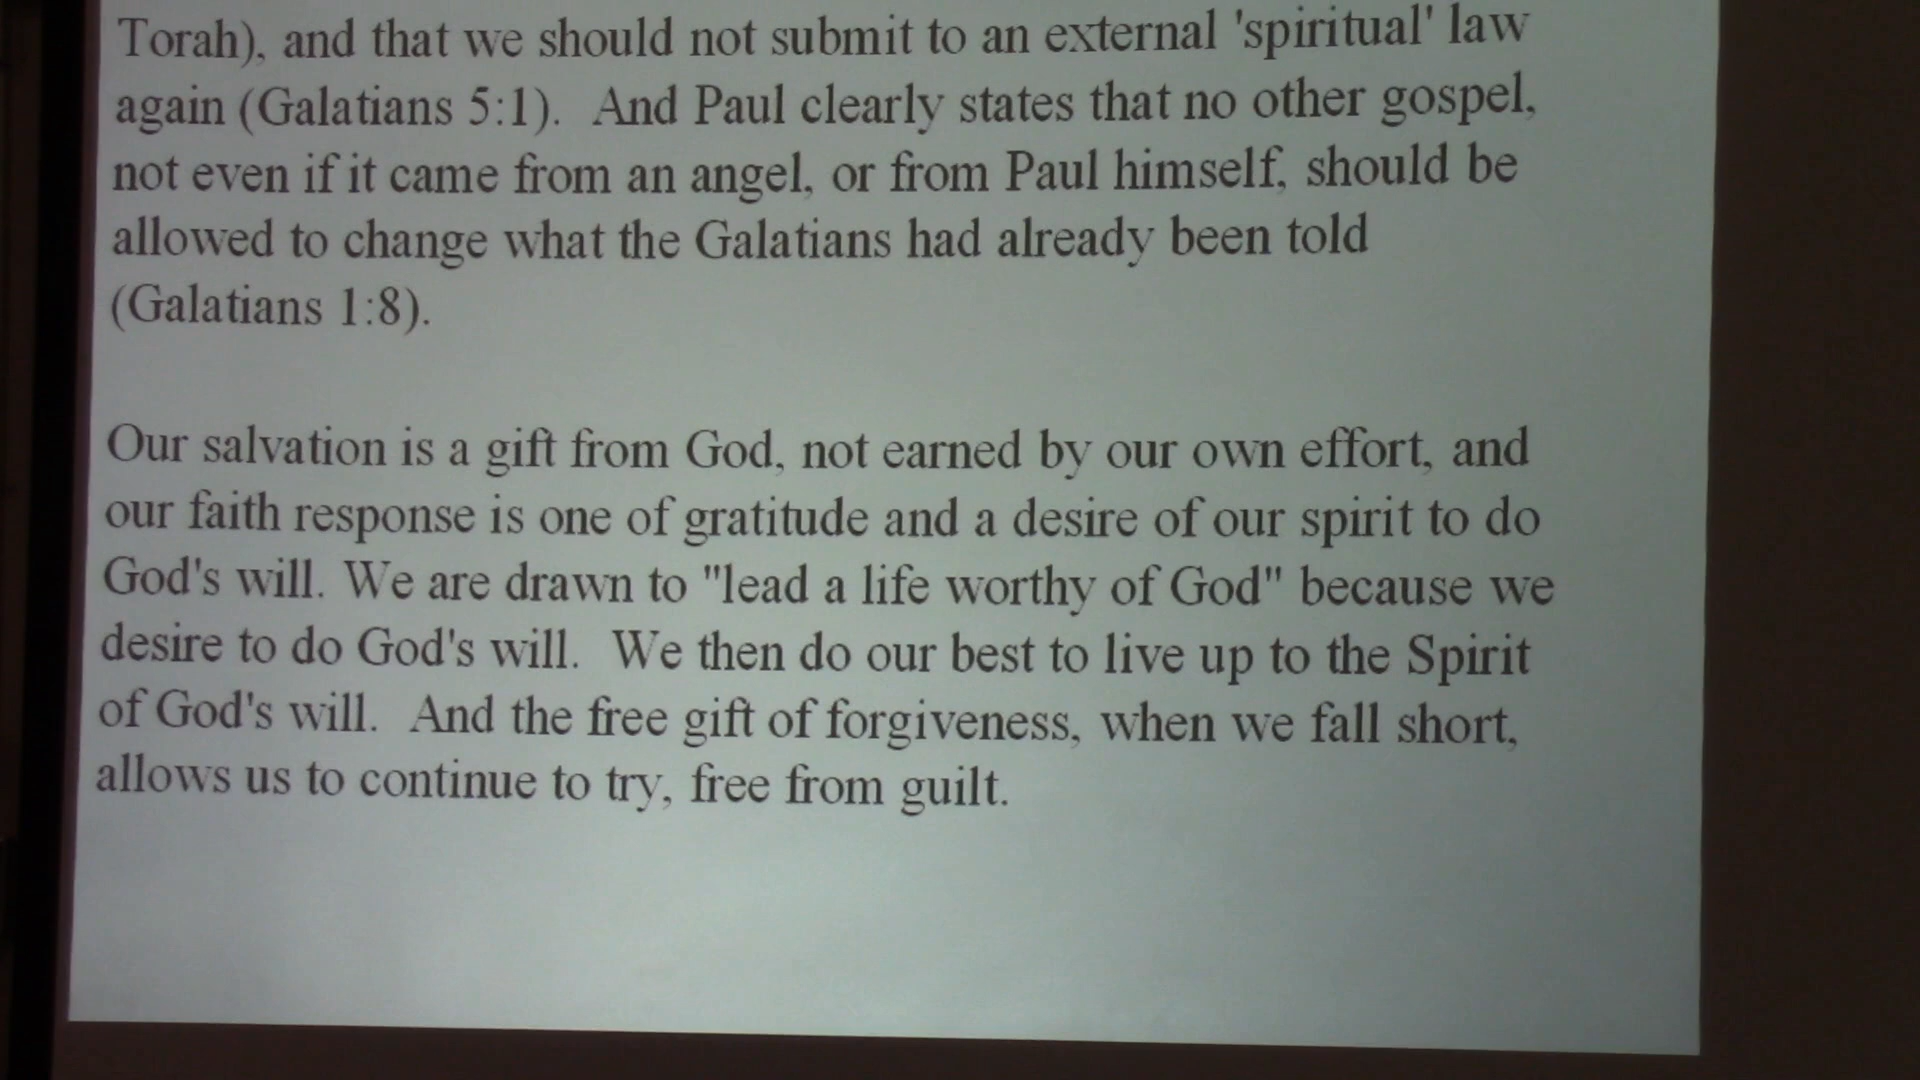 Torah), and that we should not submit to an external 'spiritual' law
again (Galatians 5:1).  And Paul clearly states that no other gospel,
not even if it came from an angel, or from Paul himself, should be
allowed to change what the Galatians had already been told
(Galatians 1:8).

Our salvation is a gift from God, not earned by our own effort, and
our faith response is one of gratitude and a desire of our spirit to do
God's will. We are drawn to "lead a life worthy of God" because we
desire to do God's will.  We then do our best to live up to the Spirit
of God's will.  And the free gift of forgiveness, when we fall short,
allows us to continue to try, free from guilt.